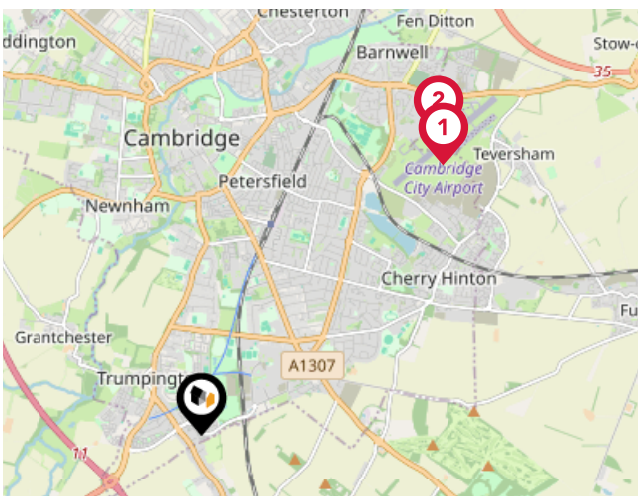 Chesterton
Fen Ditton
ddington
Barnwell
Stow-c
35
2
1
Cambridge
Teversham
Cambridge
City Airport
Petersfield
Newnham
Cherry Hinton
Fu
Grantchester
A1307
Trumpingt
11